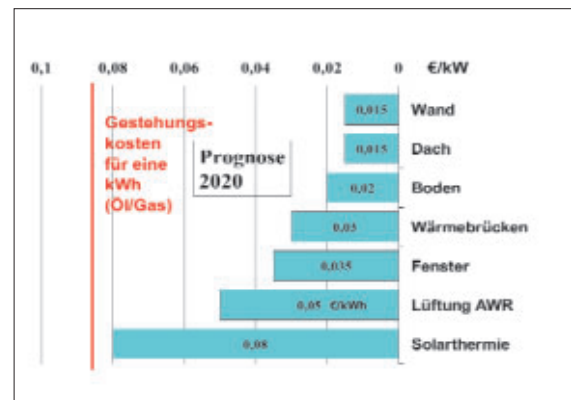 0,1 0,08 0,06 0,04 0,02 0 €/kW
Gestehungs-
kosten
für eine
kWh
(Öl/Gas)
Prognose
2020
0,015 Wand
0,015 Dach
0,02 Boden
0,03 Wärmebrücken
0,035 Fenster
0,05 €/kWh Lüftung AWR
0,08 Solarthermie